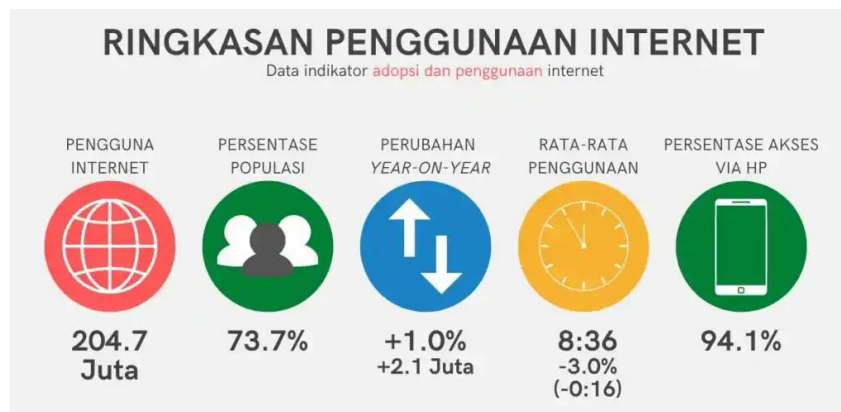 RINGKASAN PENGGUNAAN INTERNET
Data indikator adopsi dan penggunaan internet
PENGGUNA
INTERNET
204.7
Juta
PERSENTASE
POPULASI
73.7%
PERUBAHAN
YEAR-ON-YEAR
+1.0%
+2.1 Juta
RATA-RATA
PENGGUNAAN
8:36
-3.0%
(-0:16)
PERSENTASE AKSES
VIA HP
94.1%